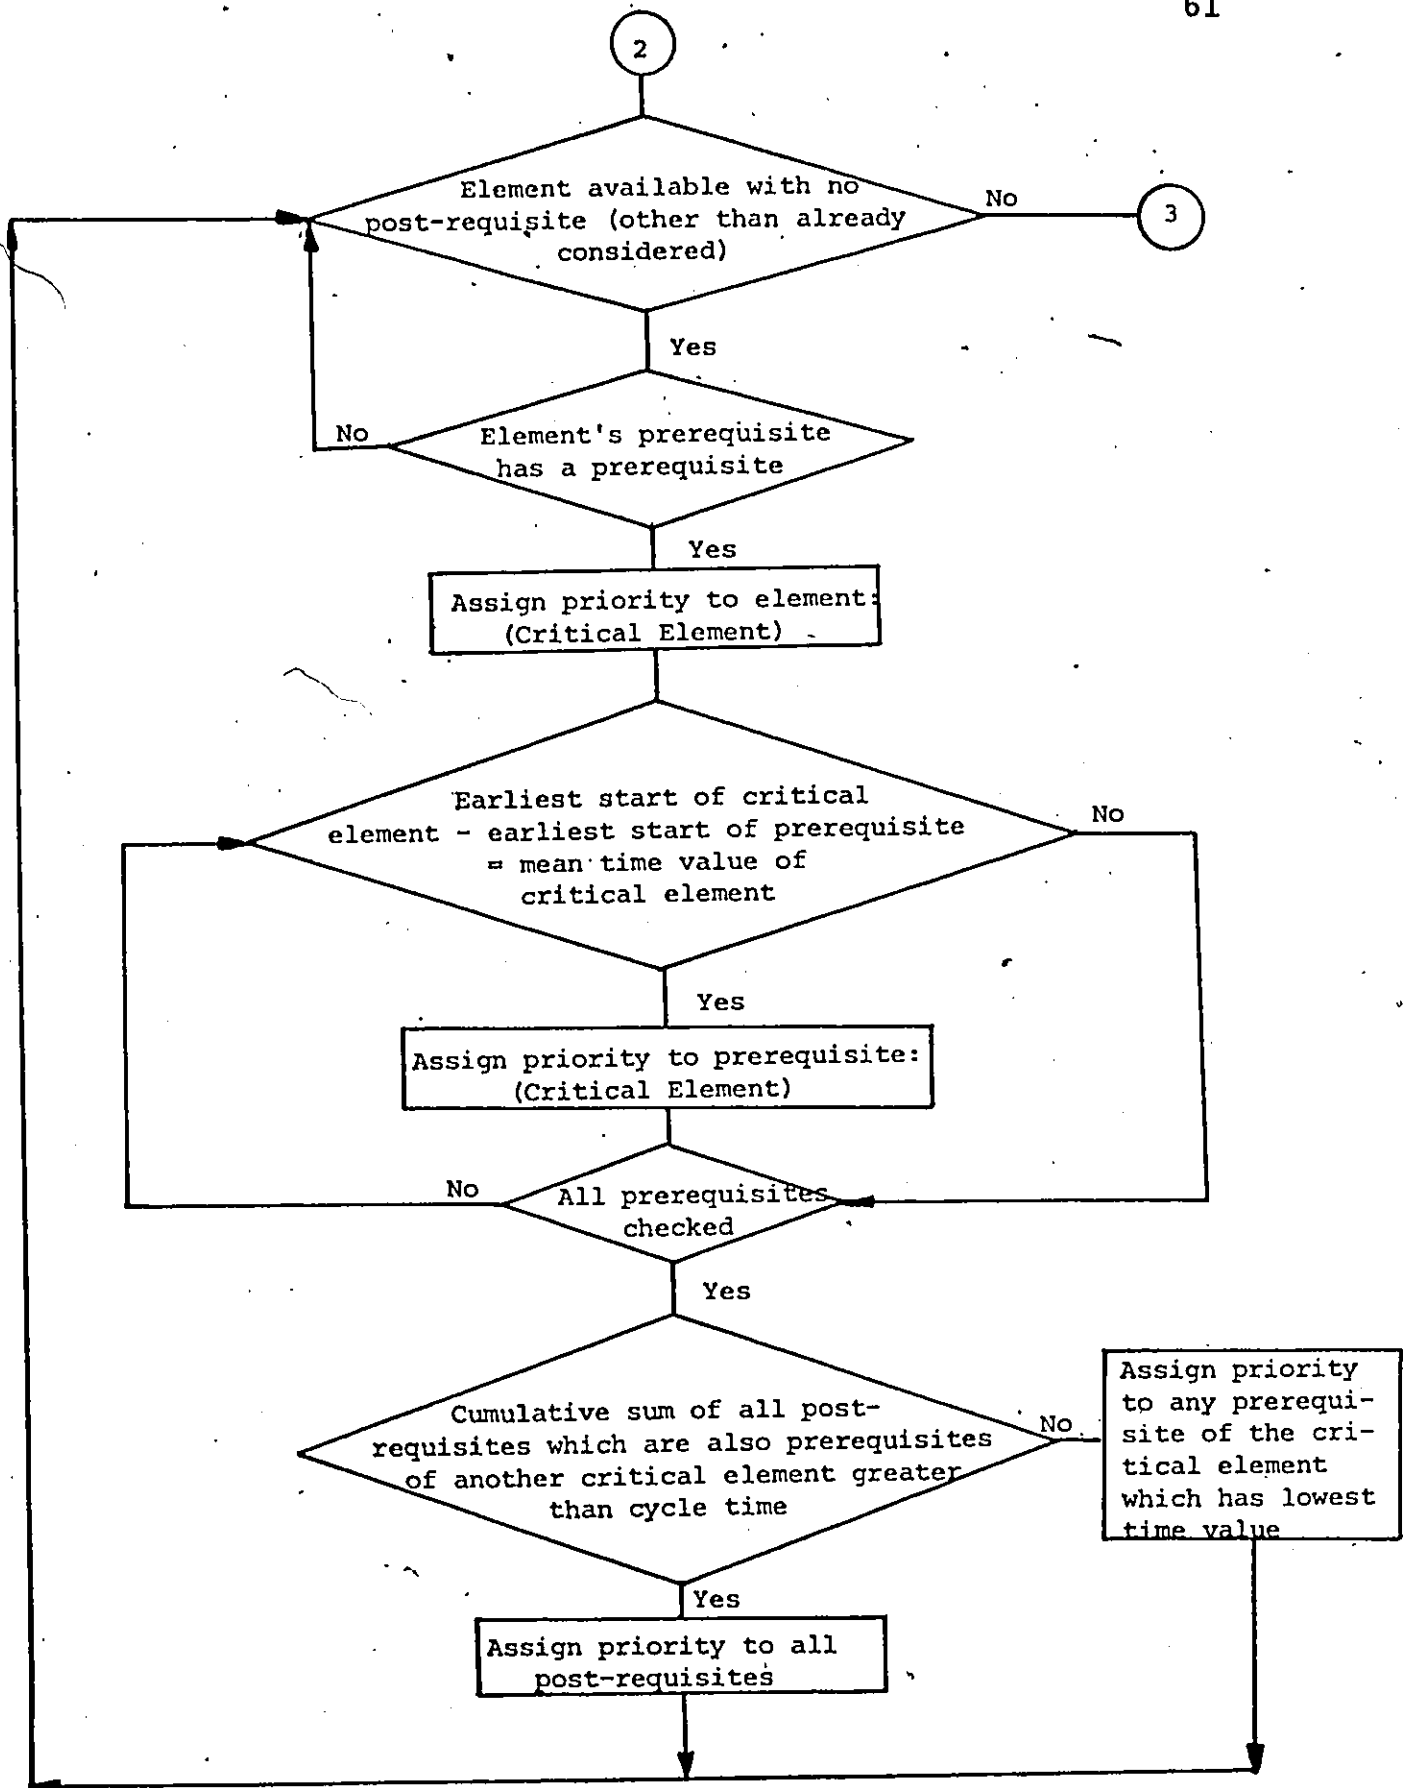 61
2
Element available with no
post-requisite (other than already
considered)
No
3
Yes
No
Element's prerequisite
has a prerequisite
Yes
Assign priority to element:
(Critical Element)
Earliest start of critical
element - earliest start of prerequisite
= mean time value of
critical element
No
Yes
Assign priority to prerequisite:
(Critical Element)
No
All prerequisites
checked
Yes
Cumulative sum of all post-
requisites which are also prerequisites
of another critical element greater
than cycle time
No
Assign priority
to any prerequi-
site of the cri-
tical element
which has lowest
time value
Yes
Assign priority to all
post-requisites